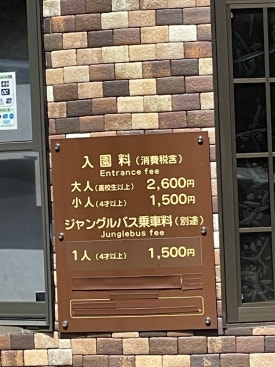 入園料(消費税含)
Entrance fee
大人(高校生以上) 2,600円
小人(4才以上) 1,500円
ジャングルバス乗車料(別途)
Junglebus fee
1人(4才以上) 1,500円